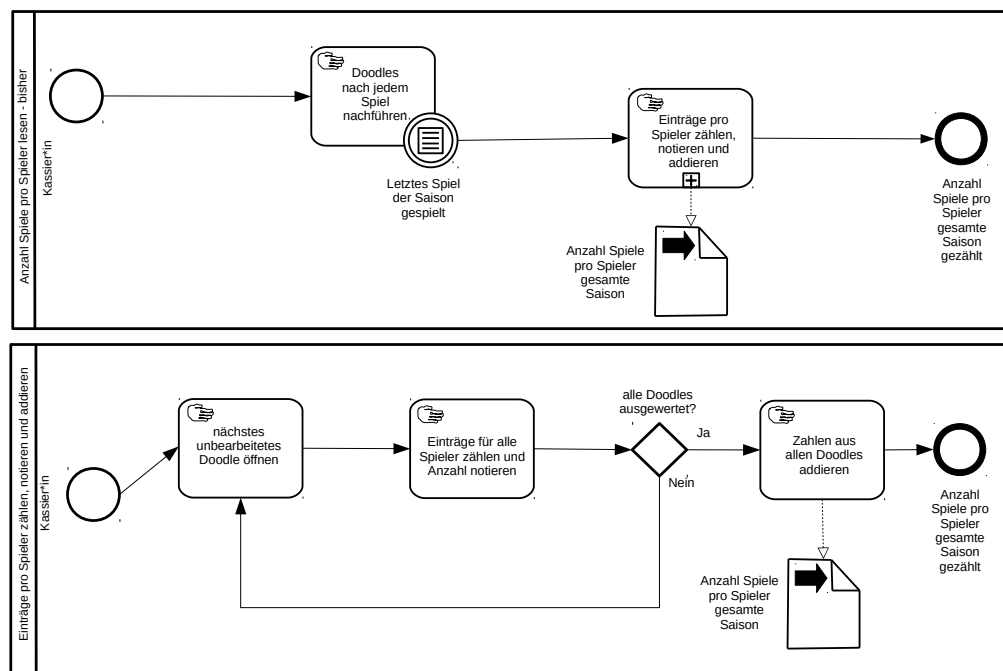 Anzahl Spiele pro Spieler lesen - bisher
Kassier*in
Doodles
nach jedem
Spiel
nachführen
Letztes Spiel
der Saison
gespielt
Einträge pro
Spieler zählen,
notieren und
addieren
Anzahl Spiele
pro Spieler
gesamte
Saison
Anzahl
Spiele pro
Spieler
gesamte
Saison
gezählt
Einträge pro Spieler zählen, notieren und addieren
Kassier*in
nächstes
unbearbeitetes
Doodle öffnen
Einträge für alle
Spieler zählen und
Anzahl notieren
alle Doodles
ausgewertet?
Ja
Nein
Zahlen aus
allen Doodles
addieren
Anzahl Spiele
pro Spieler
gesamte
Saison
Anzahl
Spiele pro
Spieler
gesamte
Saison
gezählt